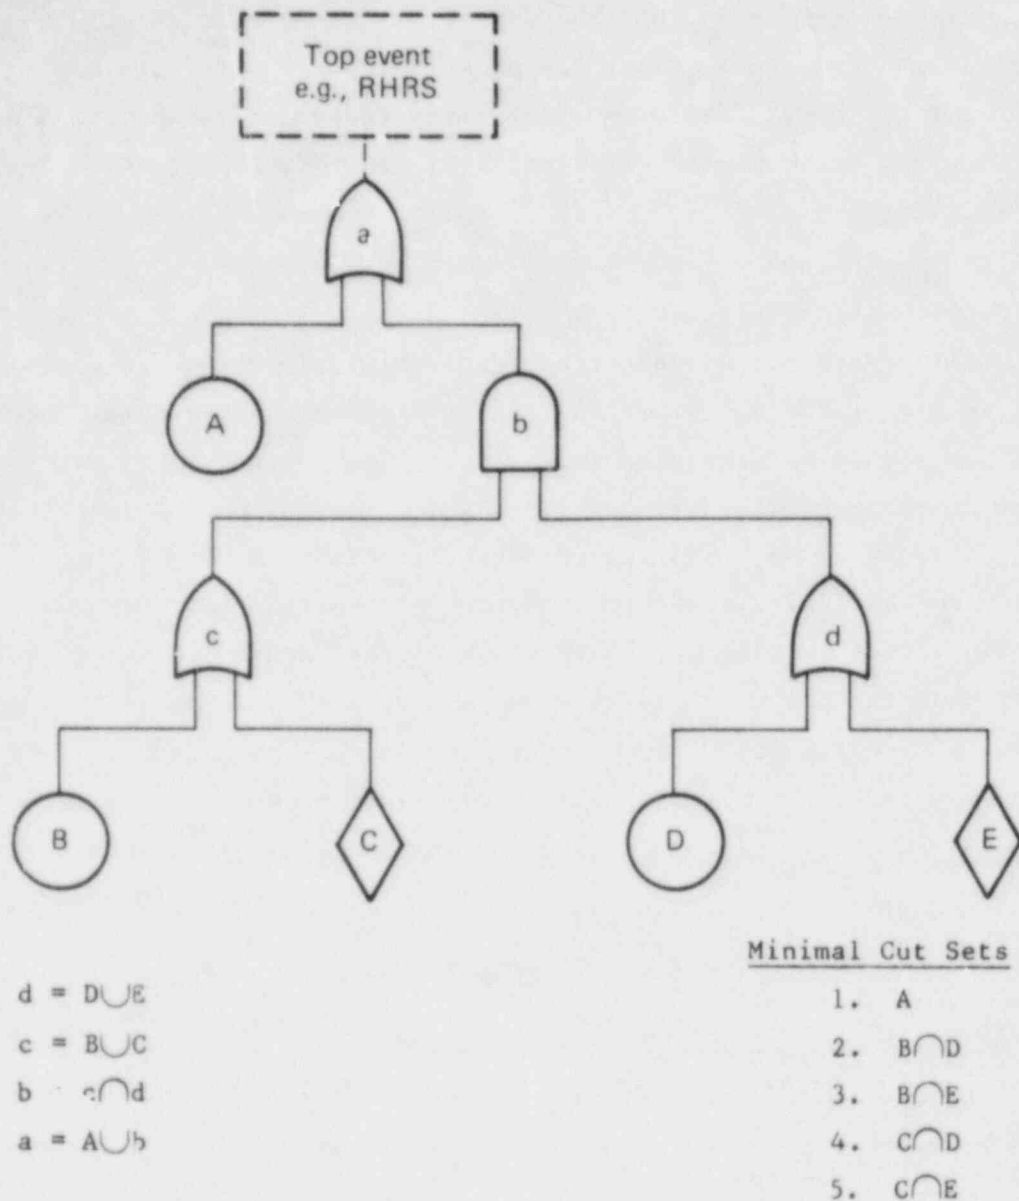 Top event
e.g., RHRS
a
A
b
c
d
B
C
D
E
d = D∪E
c = B∪C
b c∩d
a = A∪b
Minimal Cut Sets
1. A
2. B∩D
3. B∩E
4. C∩D
5. C∩E